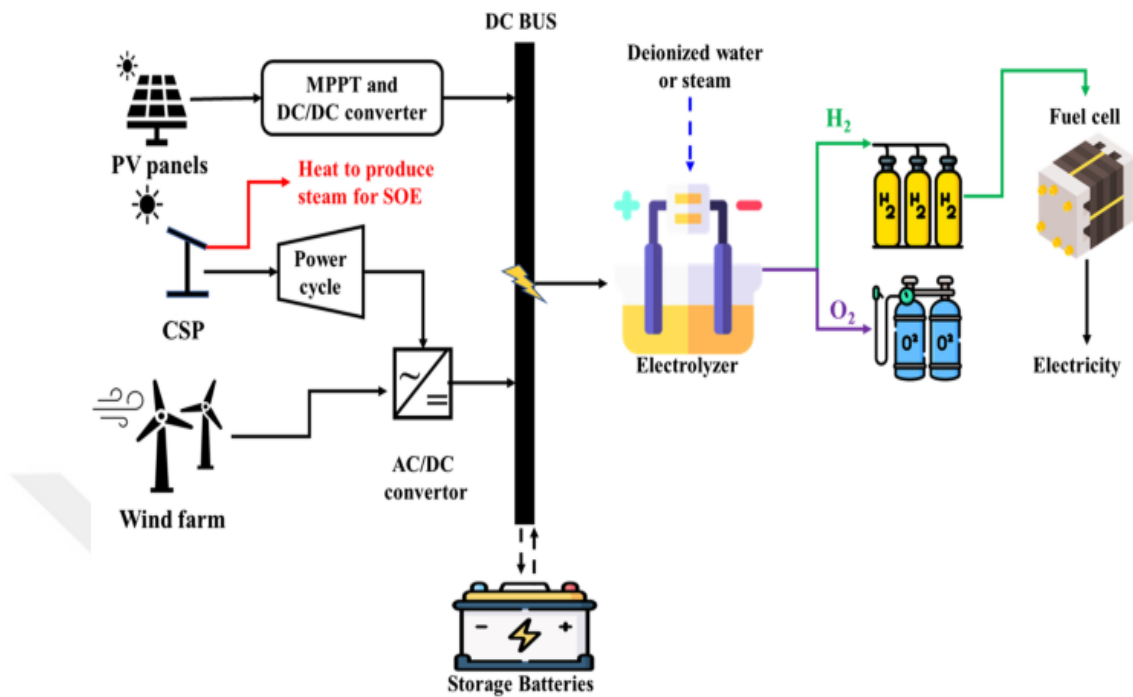 DC BUS
MPPT and
DC/DC converter
PV panels
Heat to produce
steam for SOE
Power
cycle
CSP
AC/DC
convertor
Wind farm
− +
Storage Batteries
Deionized water
or steam
Electrolyzer
H₂
H₂ H₂ H₂
O₂
O² O²
Fuel cell
Electricity